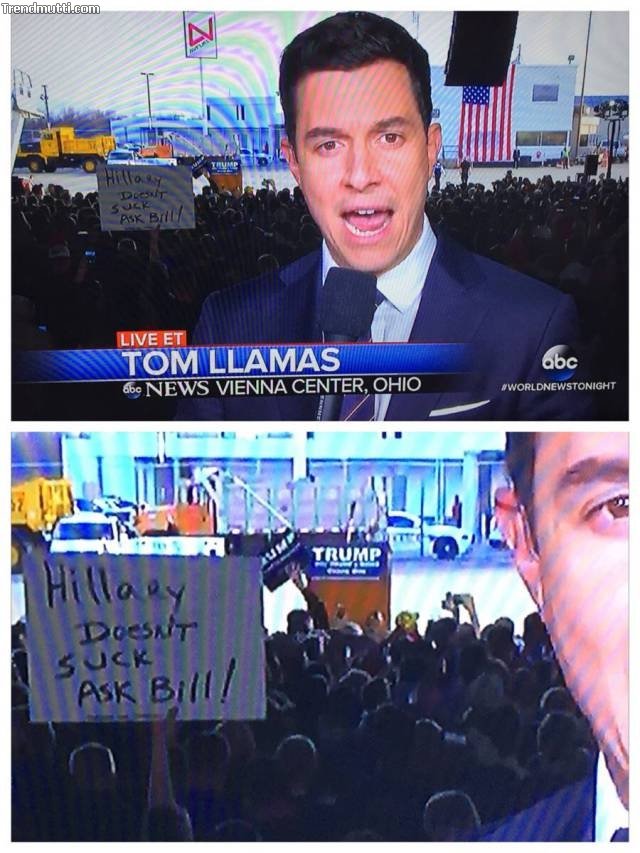 Trendmutti.com
N
TRUMP
Hillary
DOESN'T
SUCK
ASK Bill!
LIVE ET
TOM LLAMAS
abc NEWS VIENNA CENTER, OHIO
abc
#WORLDNEWSTONIGHT
TRUMP
Hillary
DOESN'T
SUCK
ASK Bill!